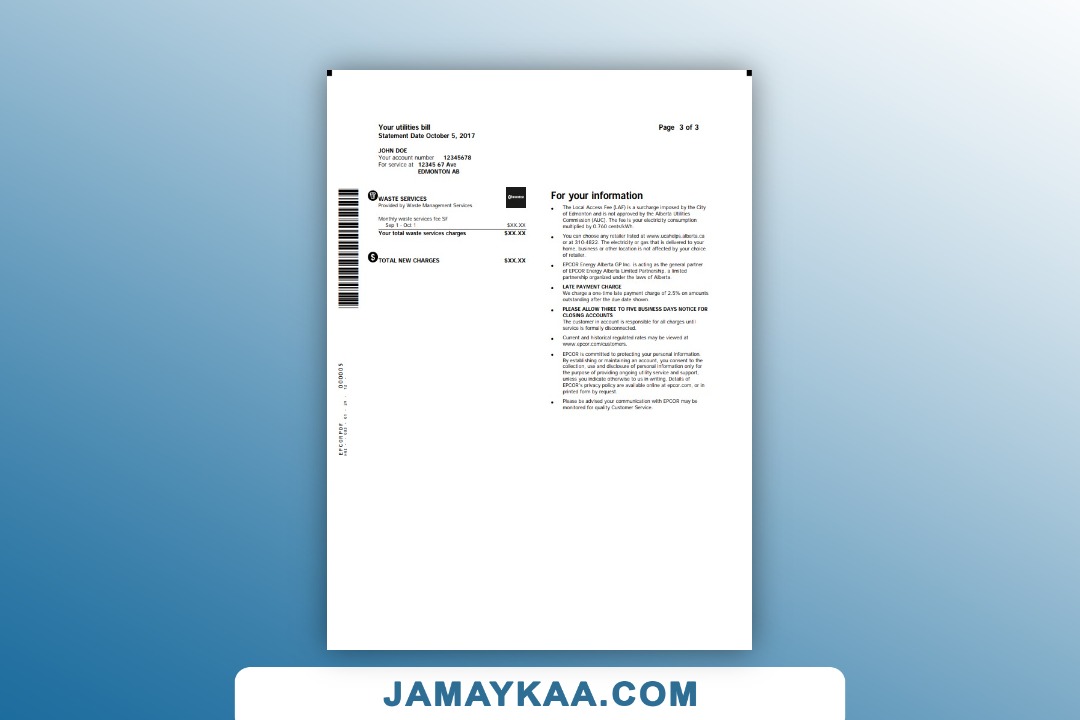 Your utilities bill
Statement Date October 5, 2017
Page 3 of 3
JOHN DOE
Your account number 12345678
For service at 12345 67 Ave
EDMONTON AB
WASTE SERVICES
Provided by Waste Management Services
Monthly waste services fee SF
Sep 1 - Oct 1 $XX.XX
Your total waste services charges $XX.XX
$ TOTAL NEW CHARGES $XX.XX
For your information
• The Local Access Fee (LAF) is a surcharge imposed by the City
of Edmonton and is not approved by the Alberta Utilities
Commission (AUC). The fee is your electricity consumption
multiplied by 0.760 cents/kWh.
• You can choose any retailer listed at www.ucahelps.alberta.ca
or at 310-4822. The electricity or gas that is delivered to your
home, business or other location is not affected by your choice
of retailer.
• EPCOR Energy Alberta GP Inc. is acting as the general partner
of EPCOR Energy Alberta Limited Partnership, a limited
partnership organized under the laws of Alberta.
• LATE PAYMENT CHARGE
We charge a one-time late payment charge of 2.5% on amounts
outstanding after the due date shown.
• PLEASE ALLOW THREE TO FIVE BUSINESS DAYS NOTICE FOR
CLOSING ACCOUNTS
The customer in account is responsible for all charges until
service is formally disconnected.
• Current and historical regulated rates may be viewed at
www.epcor.com/customers.
• EPCOR is committed to protecting your personal information.
By establishing or maintaining an account, you consent to the
collection, use and disclosure of personal information only for
the purpose of providing ongoing utility service and support,
unless you indicate otherwise to us in writing. Details of
EPCOR's privacy policy are available online at epcor.com, or in
printed form by request.
• Please be advised your communication with EPCOR may be
monitored for quality Customer Service.
000005
EPCORPDF
JAMAYKAA.COM